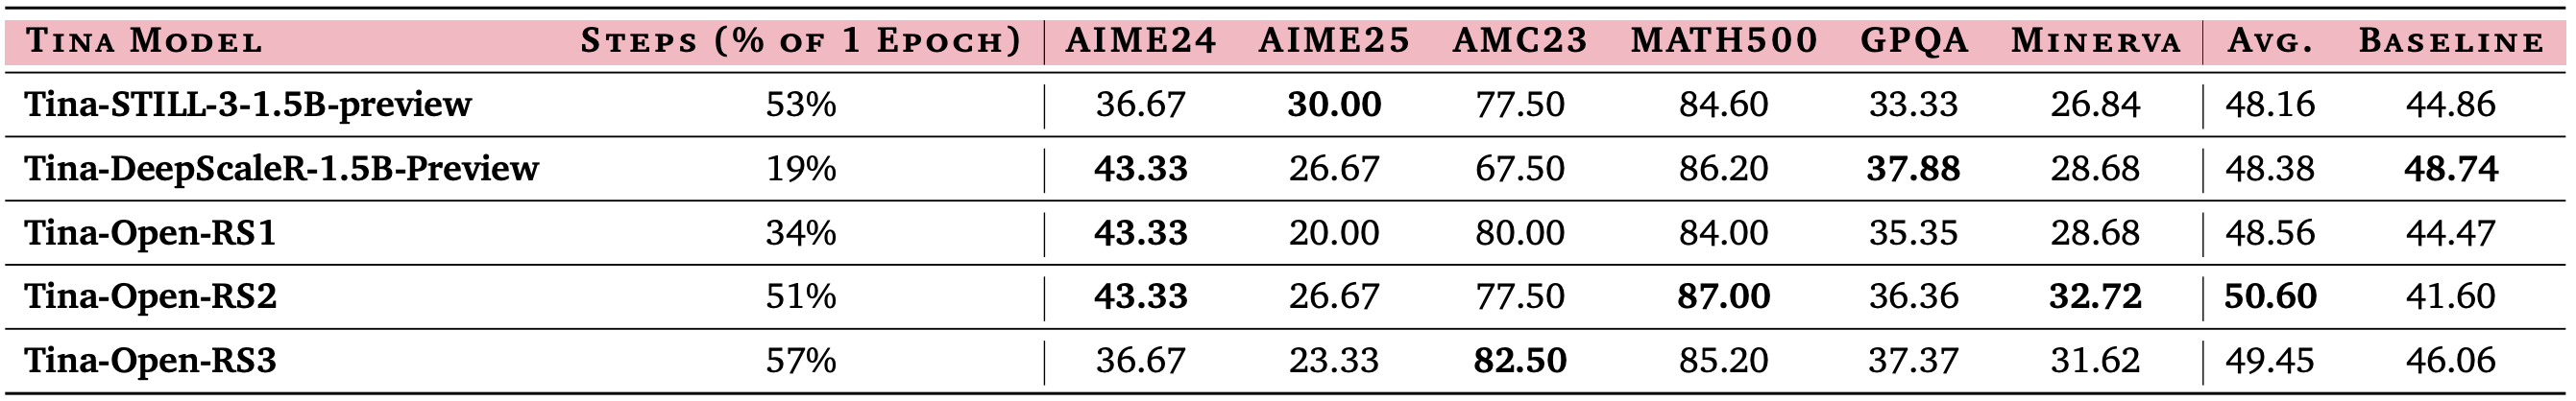 TINA MODEL STEPS (% OF 1 EPOCH) AIME24 AIME25 AMC23 MATH500 GPQA MINERVA AVG. BASELINE
Tina-STILL-3-1.5B-preview 53% 36.67 30.00 77.50 84.60 33.33 26.84 48.16 44.86
Tina-DeepScaleR-1.5B-Preview 19% 43.33 26.67 67.50 86.20 37.88 28.68 48.38 48.74
Tina-Open-RS1 34% 43.33 20.00 80.00 84.00 35.35 28.68 48.56 44.47
Tina-Open-RS2 51% 43.33 26.67 77.50 87.00 36.36 32.72 50.60 41.60
Tina-Open-RS3 57% 36.67 23.33 82.50 85.20 37.37 31.62 49.45 46.06